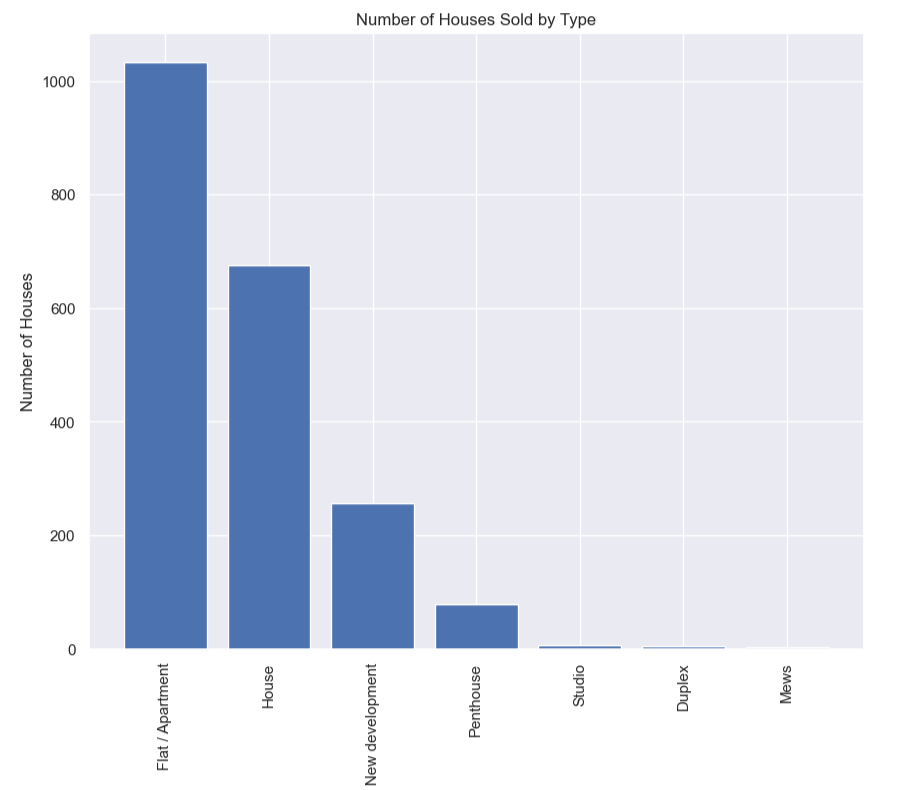 Number of Houses Sold by Type
Number of Houses
1000
800
600
400
200
0
Flat / Apartment
House
New development
Penthouse
Studio
Duplex
Mews